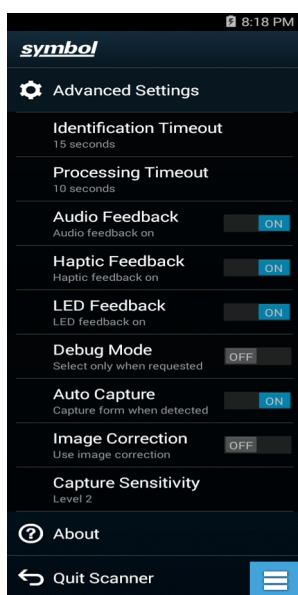 8:18 PM
symbol
Advanced Settings
Identification Timeout
15 seconds
Processing Timeout
10 seconds
Audio Feedback
Audio feedback on
ON
Haptic Feedback
Haptic feedback on
ON
LED Feedback
LED feedback on
ON
Debug Mode
Select only when requested
OFF
Auto Capture
Capture form when detected
ON
Image Correction
Use image correction
OFF
Capture Sensitivity
Level 2
About
Quit Scanner